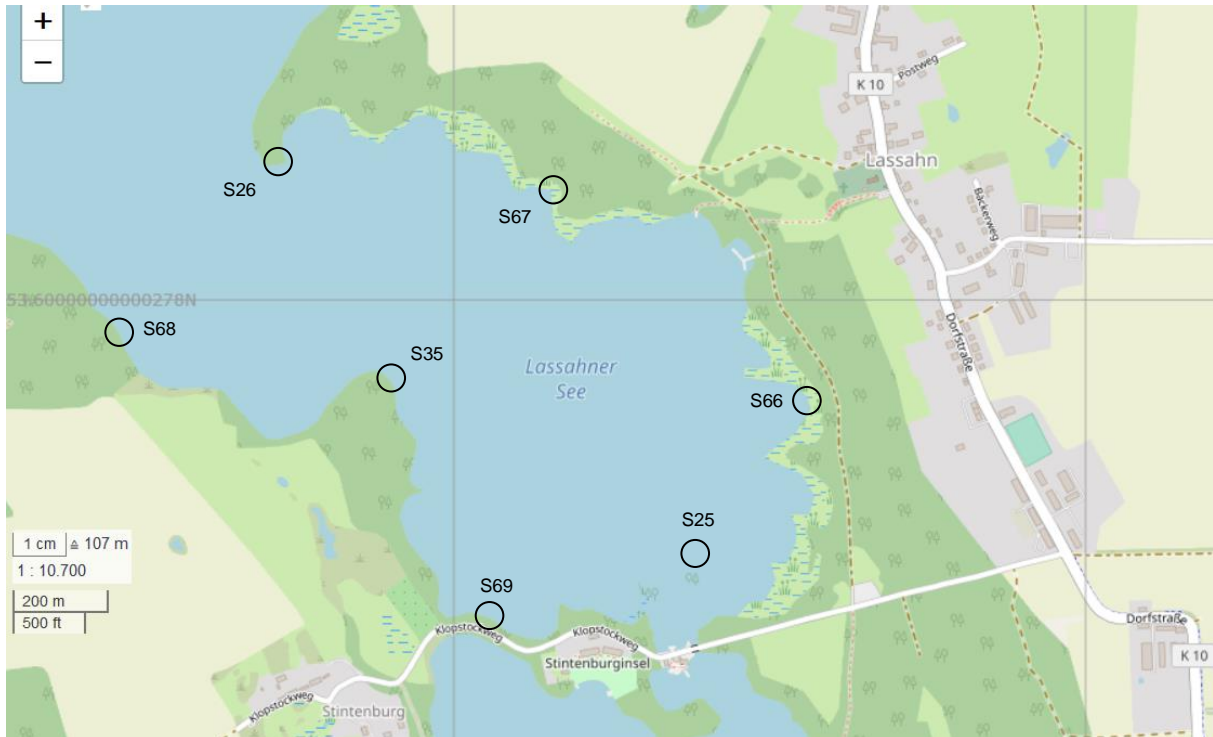 +
−
K 10
Postweg
Lassahn
S26
S67
Bäckerweg
53.60000000000278N
S68
S35
Lassahner
See
S66
Dorfstraße
S25
1 cm ≙ 107 m
1 : 10.700
200 m
500 ft
S69
Klopstockweg
Klopstockweg
Stintenburginsel
Dorfstraße
K 10
Klopstockweg
Stintenburg